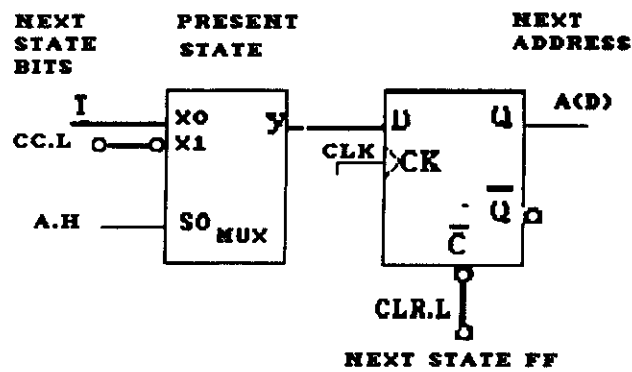 NEXT STATE BITS
PRESENT STATE
NEXT ADDRESS
I
X0
Y
D
Q
A(D)
CC.L
X1
CLK
CK
A.H
S0
MUX
Q
C
CLR.L
NEXT STATE FF